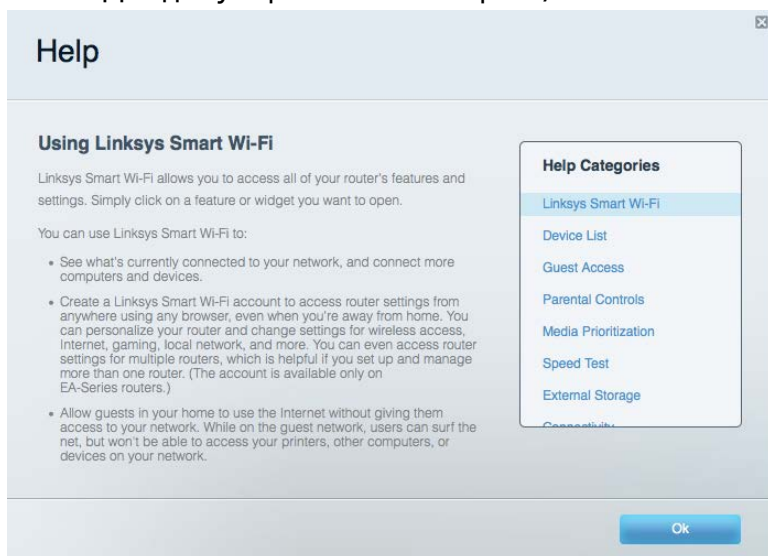 Help
Using Linksys Smart Wi-Fi
Linksys Smart Wi-Fi allows you to access all of your router's features and
settings. Simply click on a feature or widget you want to open.
You can use Linksys Smart Wi-Fi to:
• See what's currently connected to your network, and connect more
computers and devices.
• Create a Linksys Smart Wi-Fi account to access router settings from
anywhere using any browser, even when you're away from home. You
can personalize your router and change settings for wireless access,
Internet, gaming, local network, and more. You can even access router
settings for multiple routers, which is helpful if you set up and manage
more than one router. (The account is available only on
EA-Series routers.)
• Allow guests in your home to use the Internet without giving them
access to your network. While on the guest network, users can surf the
net, but won't be able to access your printers, other computers, or
devices on your network.
Help Categories
Linksys Smart Wi-Fi
Device List
Guest Access
Parental Controls
Media Prioritization
Speed Test
External Storage
Connectivity
Ok